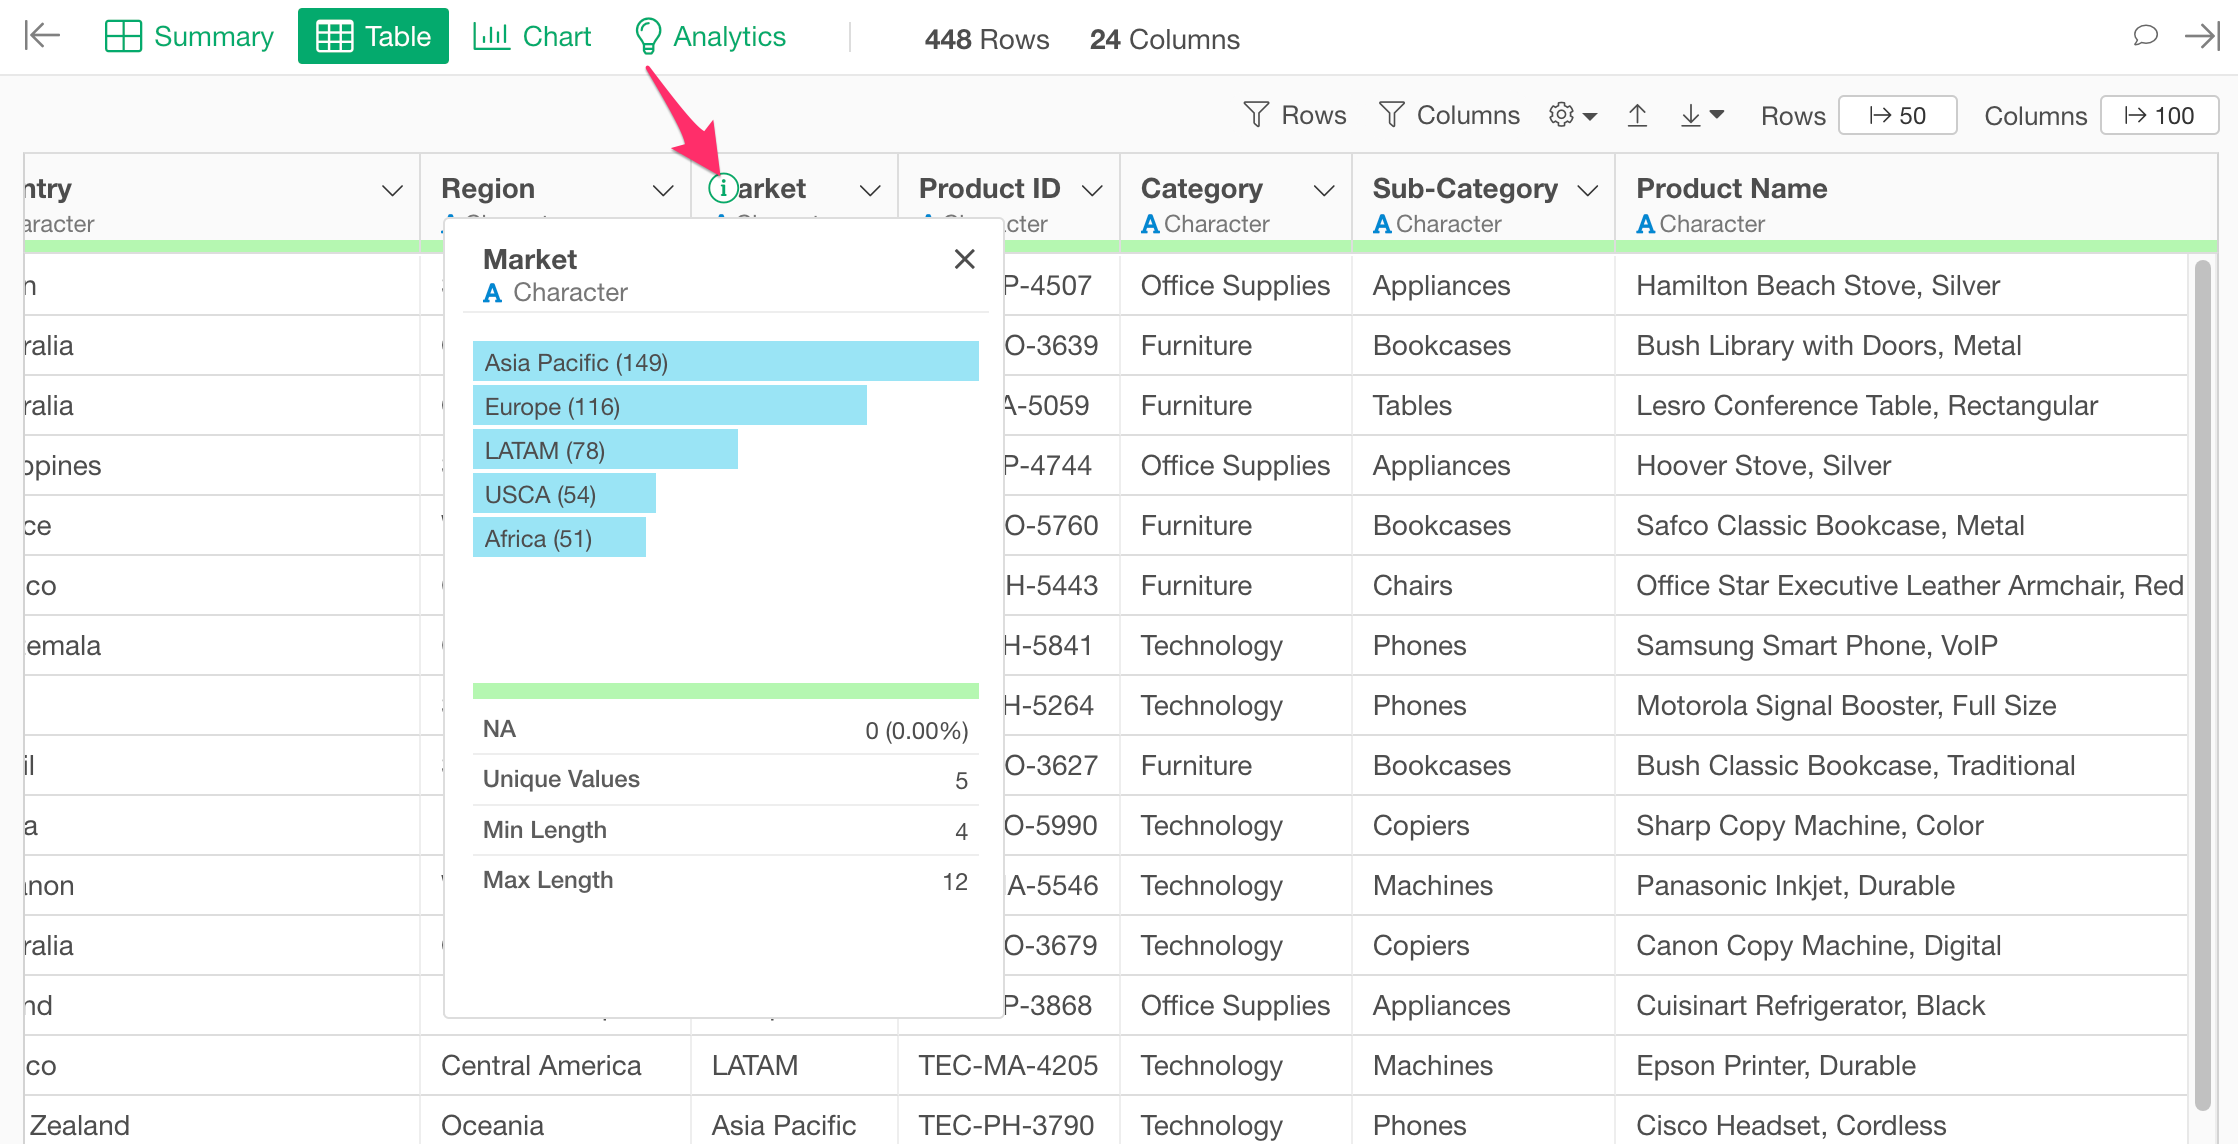 Summary Table Chart Analytics 448 Rows 24 Columns
Rows Columns Rows 50 Columns 100
Region Market Product ID Category Sub-Category Product Name
A Character A Character A Character
Market
A Character
Asia Pacific (149)
Europe (116)
LATAM (78)
USCA (54)
Africa (51)
NA 0 (0.00%)
Unique Values 5
Min Length 4
Max Length 12
P-4507 Office Supplies Appliances Hamilton Beach Stove, Silver
ralia O-3639 Furniture Bookcases Bush Library with Doors, Metal
ralia A-5059 Furniture Tables Lesro Conference Table, Rectangular
ppines P-4744 Office Supplies Appliances Hoover Stove, Silver
ce O-5760 Furniture Bookcases Safco Classic Bookcase, Metal
co H-5443 Furniture Chairs Office Star Executive Leather Armchair, Red
emala H-5841 Technology Phones Samsung Smart Phone, VoIP
H-5264 Technology Phones Motorola Signal Booster, Full Size
il O-3627 Furniture Bookcases Bush Classic Bookcase, Traditional
a O-5990 Technology Copiers Sharp Copy Machine, Color
anon A-5546 Technology Machines Panasonic Inkjet, Durable
ralia O-3679 Technology Copiers Canon Copy Machine, Digital
nd P-3868 Office Supplies Appliances Cuisinart Refrigerator, Black
co Central America LATAM TEC-MA-4205 Technology Machines Epson Printer, Durable
Zealand Oceania Asia Pacific TEC-PH-3790 Technology Phones Cisco Headset, Cordless